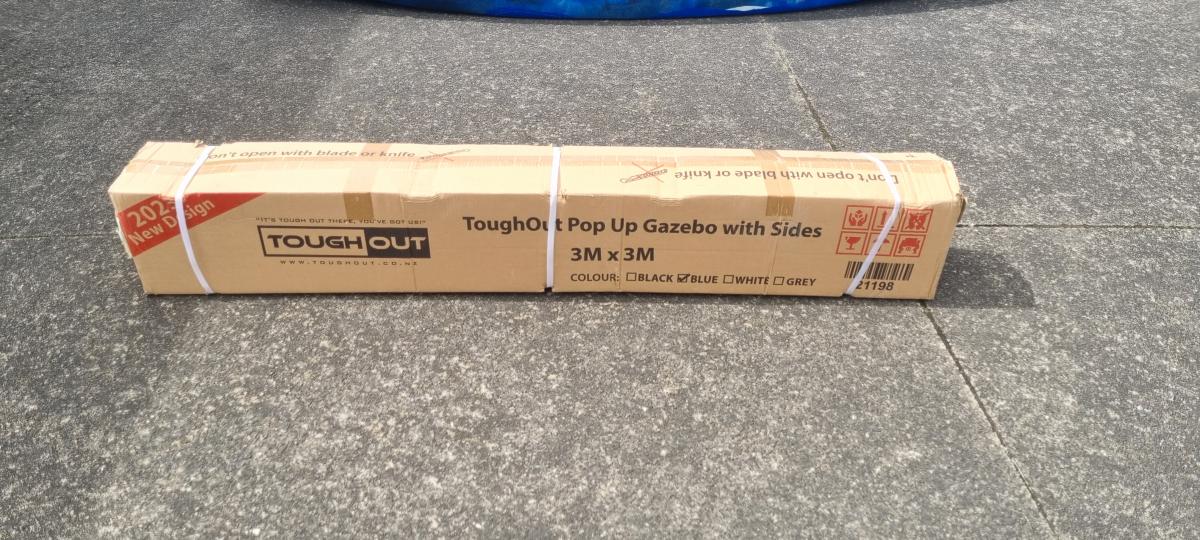 on't open with blade or knife
Don't open with blade or knife
New Design
"IT'S TOUGH OUT THERE, YOU'VE GOT US!"
TOUGH OUT
WWW.TOUGHOUT.CO.NZ
ToughOut Pop Up Gazebo with Sides
3M x 3M
COLOUR: ☐BLACK ☑BLUE ☐WHITE ☐GREY
21198